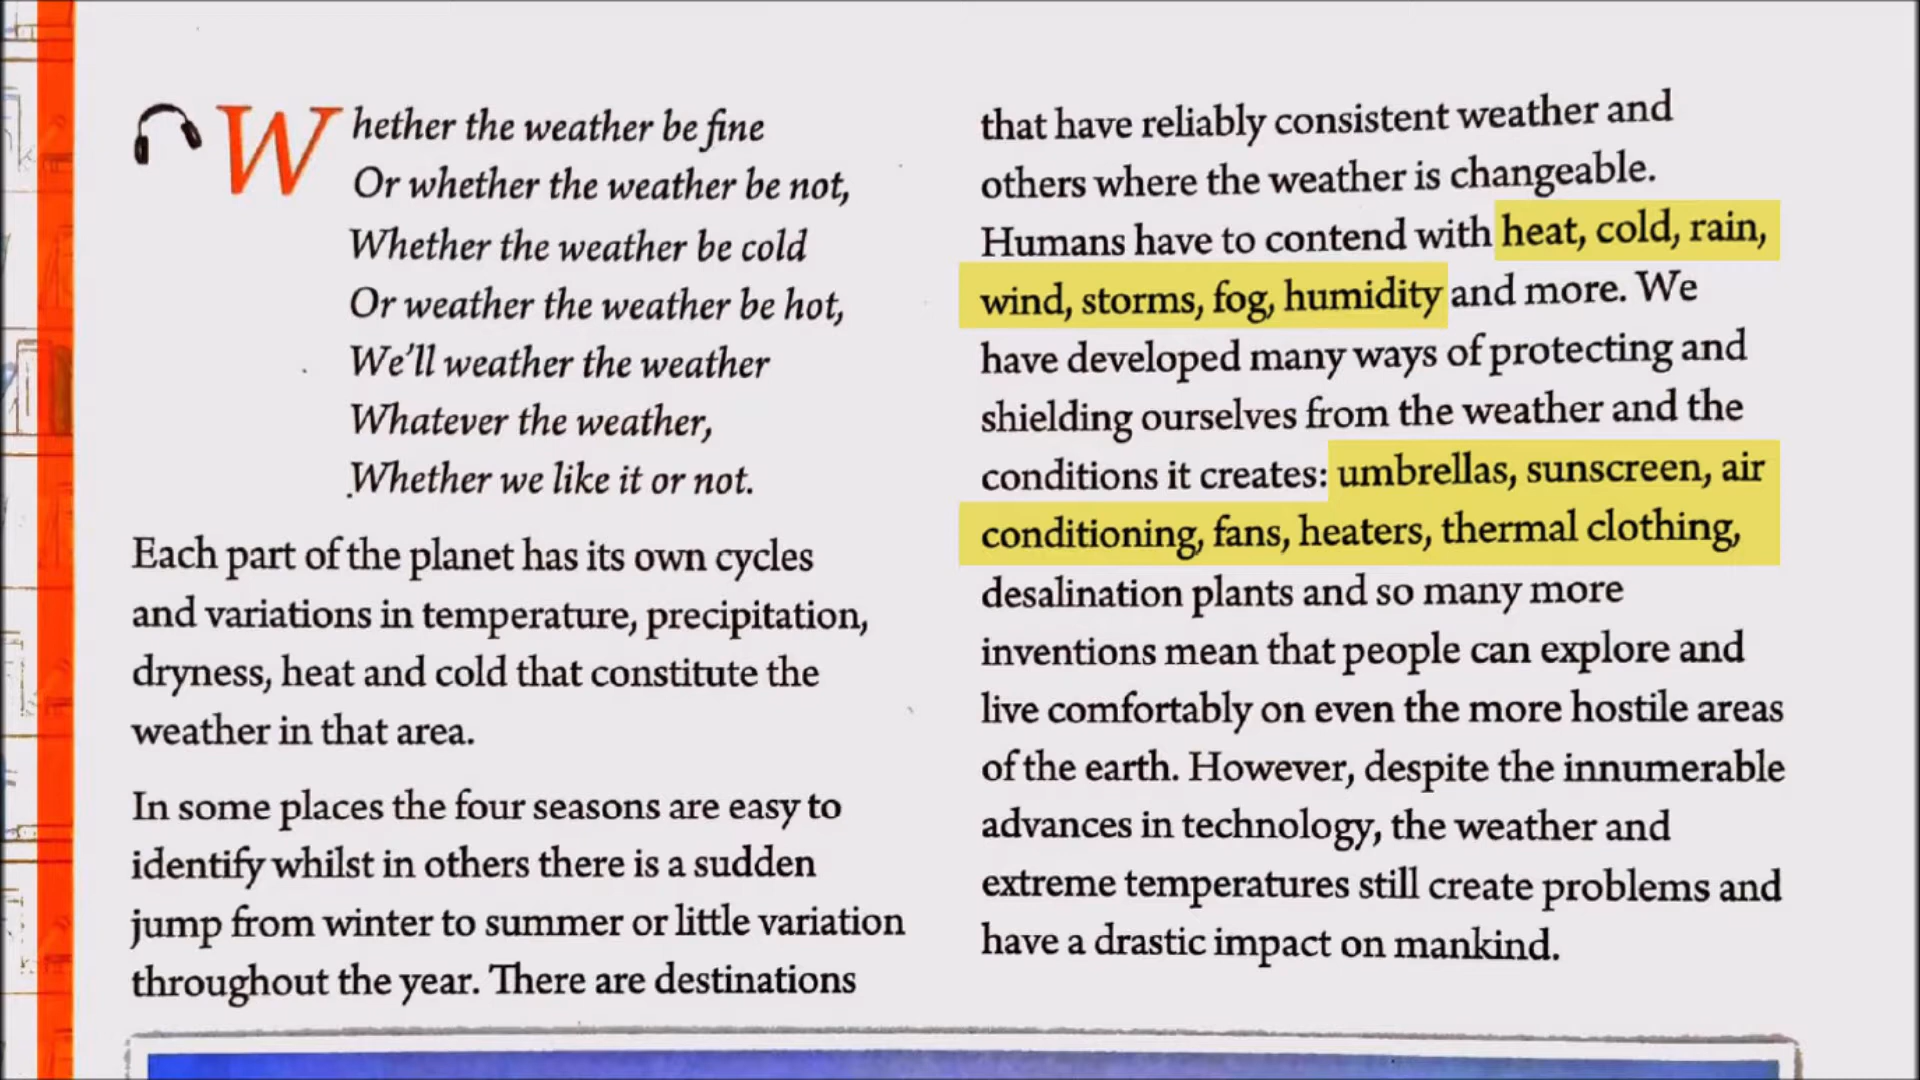 Whether the weather be fine
Or whether the weather be not,
Whether the weather be cold
Or weather the weather be hot,
We'll weather the weather
Whatever the weather,
Whether we like it or not.
Each part of the planet has its own cycles
and variations in temperature, precipitation,
dryness, heat and cold that constitute the
weather in that area.
In some places the four seasons are easy to
identify whilst in others there is a sudden
jump from winter to summer or little variation
throughout the year. There are destinations
that have reliably consistent weather and
others where the weather is changeable.
Humans have to contend with heat, cold, rain,
wind, storms, fog, humidity and more. We
have developed many ways of protecting and
shielding ourselves from the weather and the
conditions it creates: umbrellas, sunscreen, air
conditioning, fans, heaters, thermal clothing,
desalination plants and so many more
inventions mean that people can explore and
live comfortably on even the more hostile areas
of the earth. However, despite the innumerable
advances in technology, the weather and
extreme temperatures still create problems and
have a drastic impact on mankind.